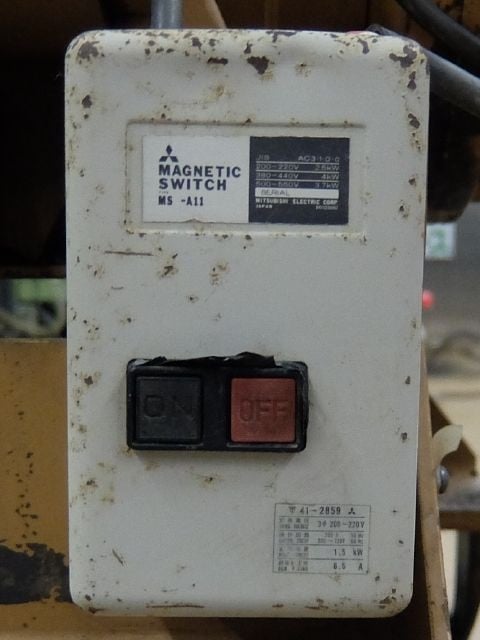 MAGNETIC
SWITCH
TYPE
MS -A11
JIS AC3-1-0-0
200-220V 2.5kW
380-440V 4kW
500-550V 3.7kW
SERIAL
MITSUBISHI ELECTRIC CORP
JAPAN
ON
OFF
41-2859
3Φ 200-220V
1.5 kW
6.5 A